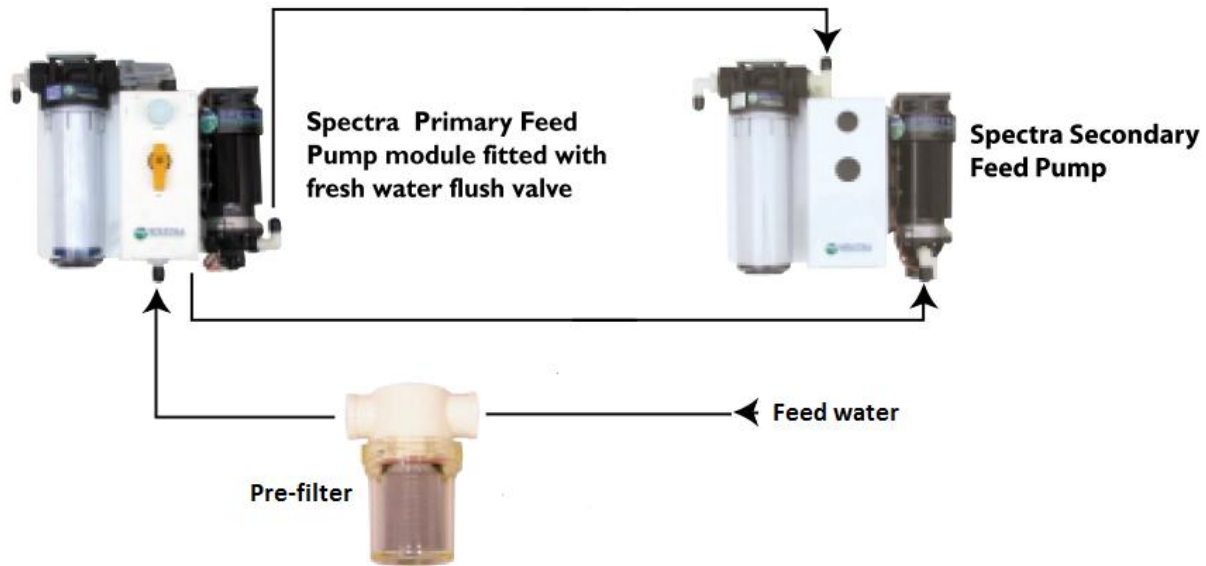 Spectra Primary Feed
Pump module fitted with
fresh water flush valve
Spectra Secondary
Feed Pump
Feed water
Pre-filter